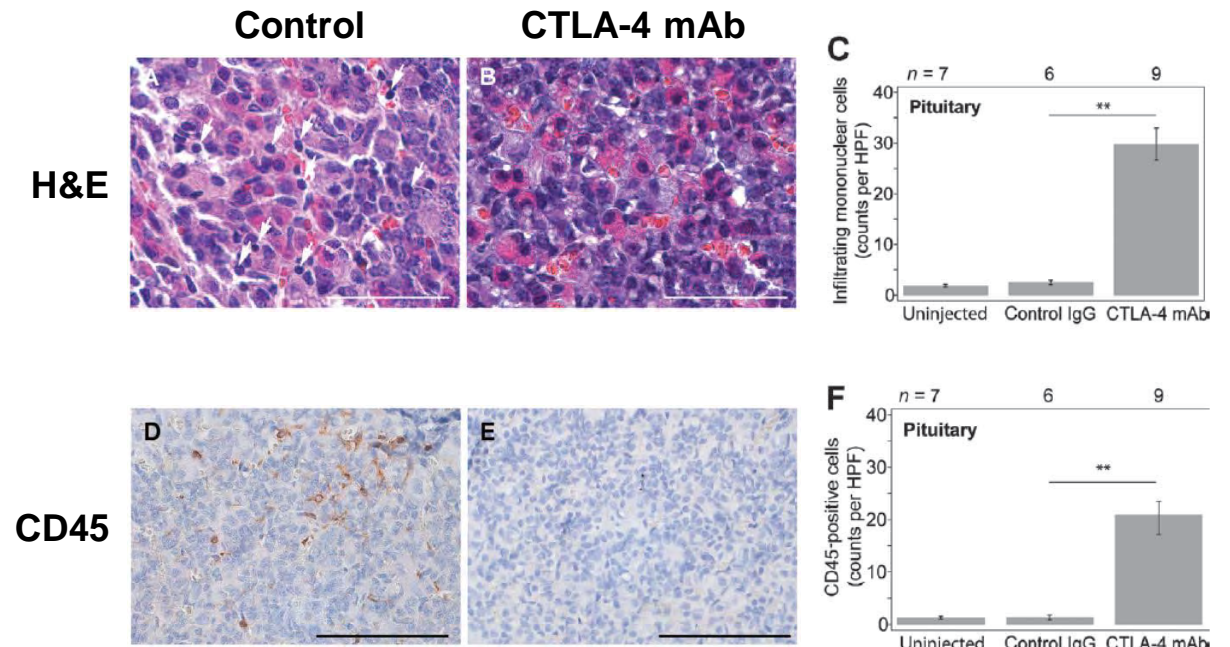 Control
CTLA-4 mAb
H&E
A
B
C
n = 7 6 9
Infiltrating mononuclear cells
(counts per HPF)
40
30
20
10
0
Pituitary
**
Uninjected Control IgG CTLA-4 mAb
CD45
D
E
F
n = 7 6 9
CD45-positive cells
(counts per HPF)
40
30
20
10
0
Pituitary
**
Uninjected Control IgG CTLA-4 mAb